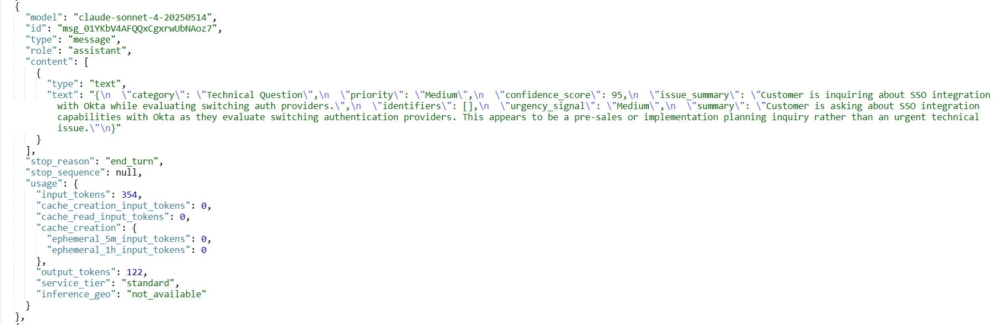 {
"model": "claude-sonnet-4-20250514",
"id": "msg_01YKbV4AFQQxCgxrwUbNAoz7",
"type": "message",
"role": "assistant",
"content": [
{
"type": "text",
"text": "{\n  \"category\": \"Technical Question\",\n  \"priority\": \"Medium\",\n  \"confidence_score\": 95,\n  \"issue_summary\": \"Customer is inquiring about SSO integration
with Okta while evaluating switching auth providers.\",\n  \"identifiers\": [],\n  \"urgency_signal\": \"Medium\",\n  \"summary\": \"Customer is asking about SSO integration
capabilities with Okta as they evaluate switching authentication providers. This appears to be a pre-sales or implementation planning inquiry rather than an urgent technical
issue.\"\n}"
}
],
"stop_reason": "end_turn",
"stop_sequence": null,
"usage": {
"input_tokens": 354,
"cache_creation_input_tokens": 0,
"cache_read_input_tokens": 0,
"cache_creation": {
"ephemeral_5m_input_tokens": 0,
"ephemeral_1h_input_tokens": 0
},
"output_tokens": 122,
"service_tier": "standard",
"inference_geo": "not_available"
}
},